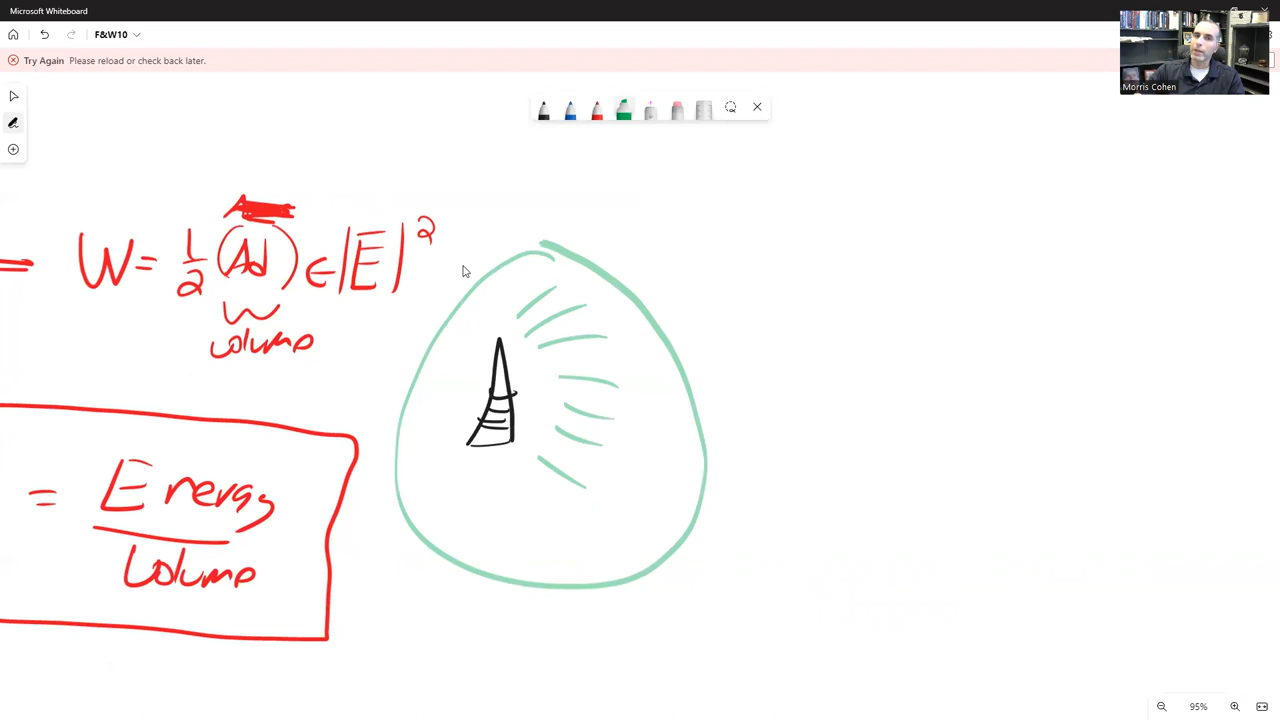 Microsoft Whiteboard
F&W10
Try Again Please reload or check back later.
Morris Cohen
W = 1/2 (Ad) ∈ |E|²
volume
= Energy
Volume
95%